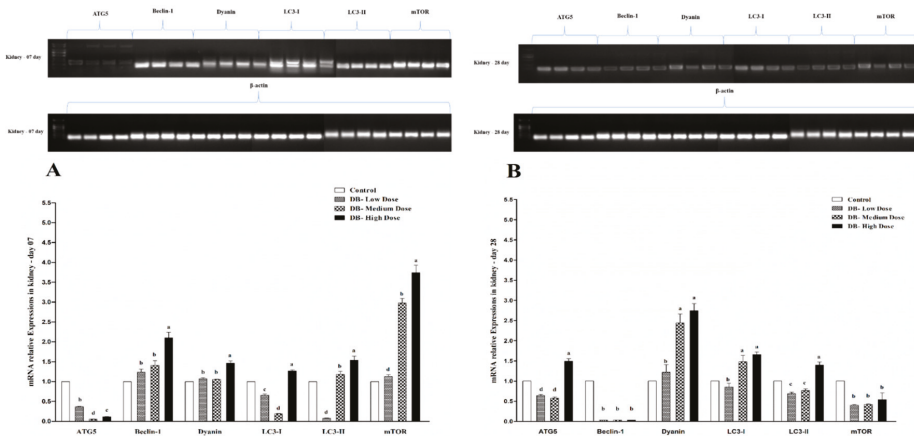 ATG5 Beclin-1 Dyanin LC3-I LC3-II mTOR
Kidney - 07 day
β-actin
Kidney - 07 day
A
Control
DB- Low Dose
DB- Medium Dose
DB- High Dose
mRNA relative Expressions in kidney - day 07
5.5
5.0
4.5
4.0
3.5
3.0
2.5
2.0
1.5
1.0
0.5
0.0
c d c
b b a
b b a
c d a
c b a
d b a
ATG5 Beclin-1 Dyanin LC3-I LC3-II mTOR
ATG5 Beclin-1 Dyanin LC3-I LC3-II mTOR
Kidney - 28 day
β-actin
Kidney - 28 day
B
Control
DB- Low Dose
DB- Medium Dose
DB- High Dose
mRNA relative Expressions in kidney - day 28
5.5
5.0
4.5
4.0
3.5
3.0
2.5
2.0
1.5
1.0
0.5
0.0
d d a
b b b
b a a
b a a
c c a
b b b
ATG5 Beclin-1 Dyanin LC3-I LC3-II mTOR